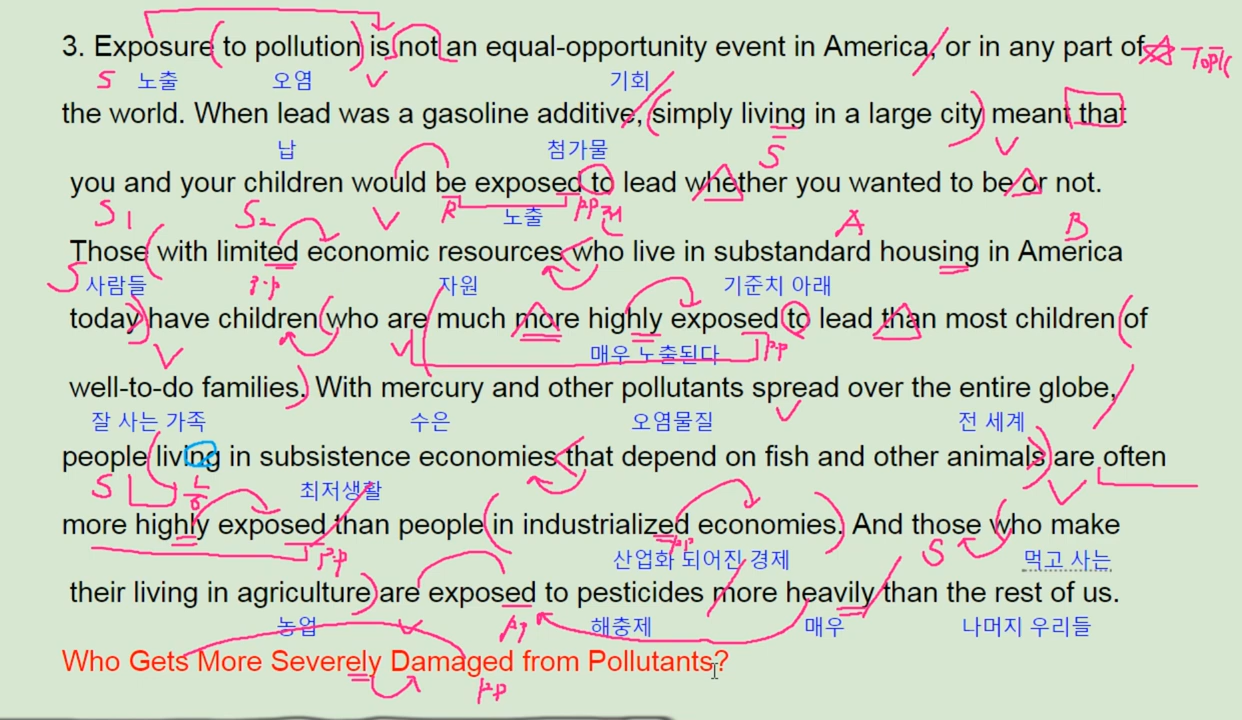 3. Exposure to pollution is not an equal-opportunity event in America, or in any part of Topic
S 노출 오염 V 기회
the world. When lead was a gasoline additive, simply living in a large city meant that
납 첨가물 S V
you and your children would be exposed to lead whether you wanted to be or not.
S1 S2 V R 노출 pp 전 A B
Those with limited economic resources who live in substandard housing in America
S 사람들 p.p 자원 기준치 아래
today have children who are much more highly exposed to lead than most children of
V V 매우 노출된다 p.p
well-to-do families. With mercury and other pollutants spread over the entire globe,
잘 사는 가족 수은 오염물질 V 전 세계
people living in subsistence economies that depend on fish and other animals are often
S 최저생활 V
more highly exposed than people in industrialized economies. And those who make
p.p pp 산업화 되어진 경제 S 먹고 사는
their living in agriculture are exposed to pesticides more heavily than the rest of us.
농업 V 해충제 매우 나머지 우리들
Who Gets More Severely Damaged from Pollutants?
pp